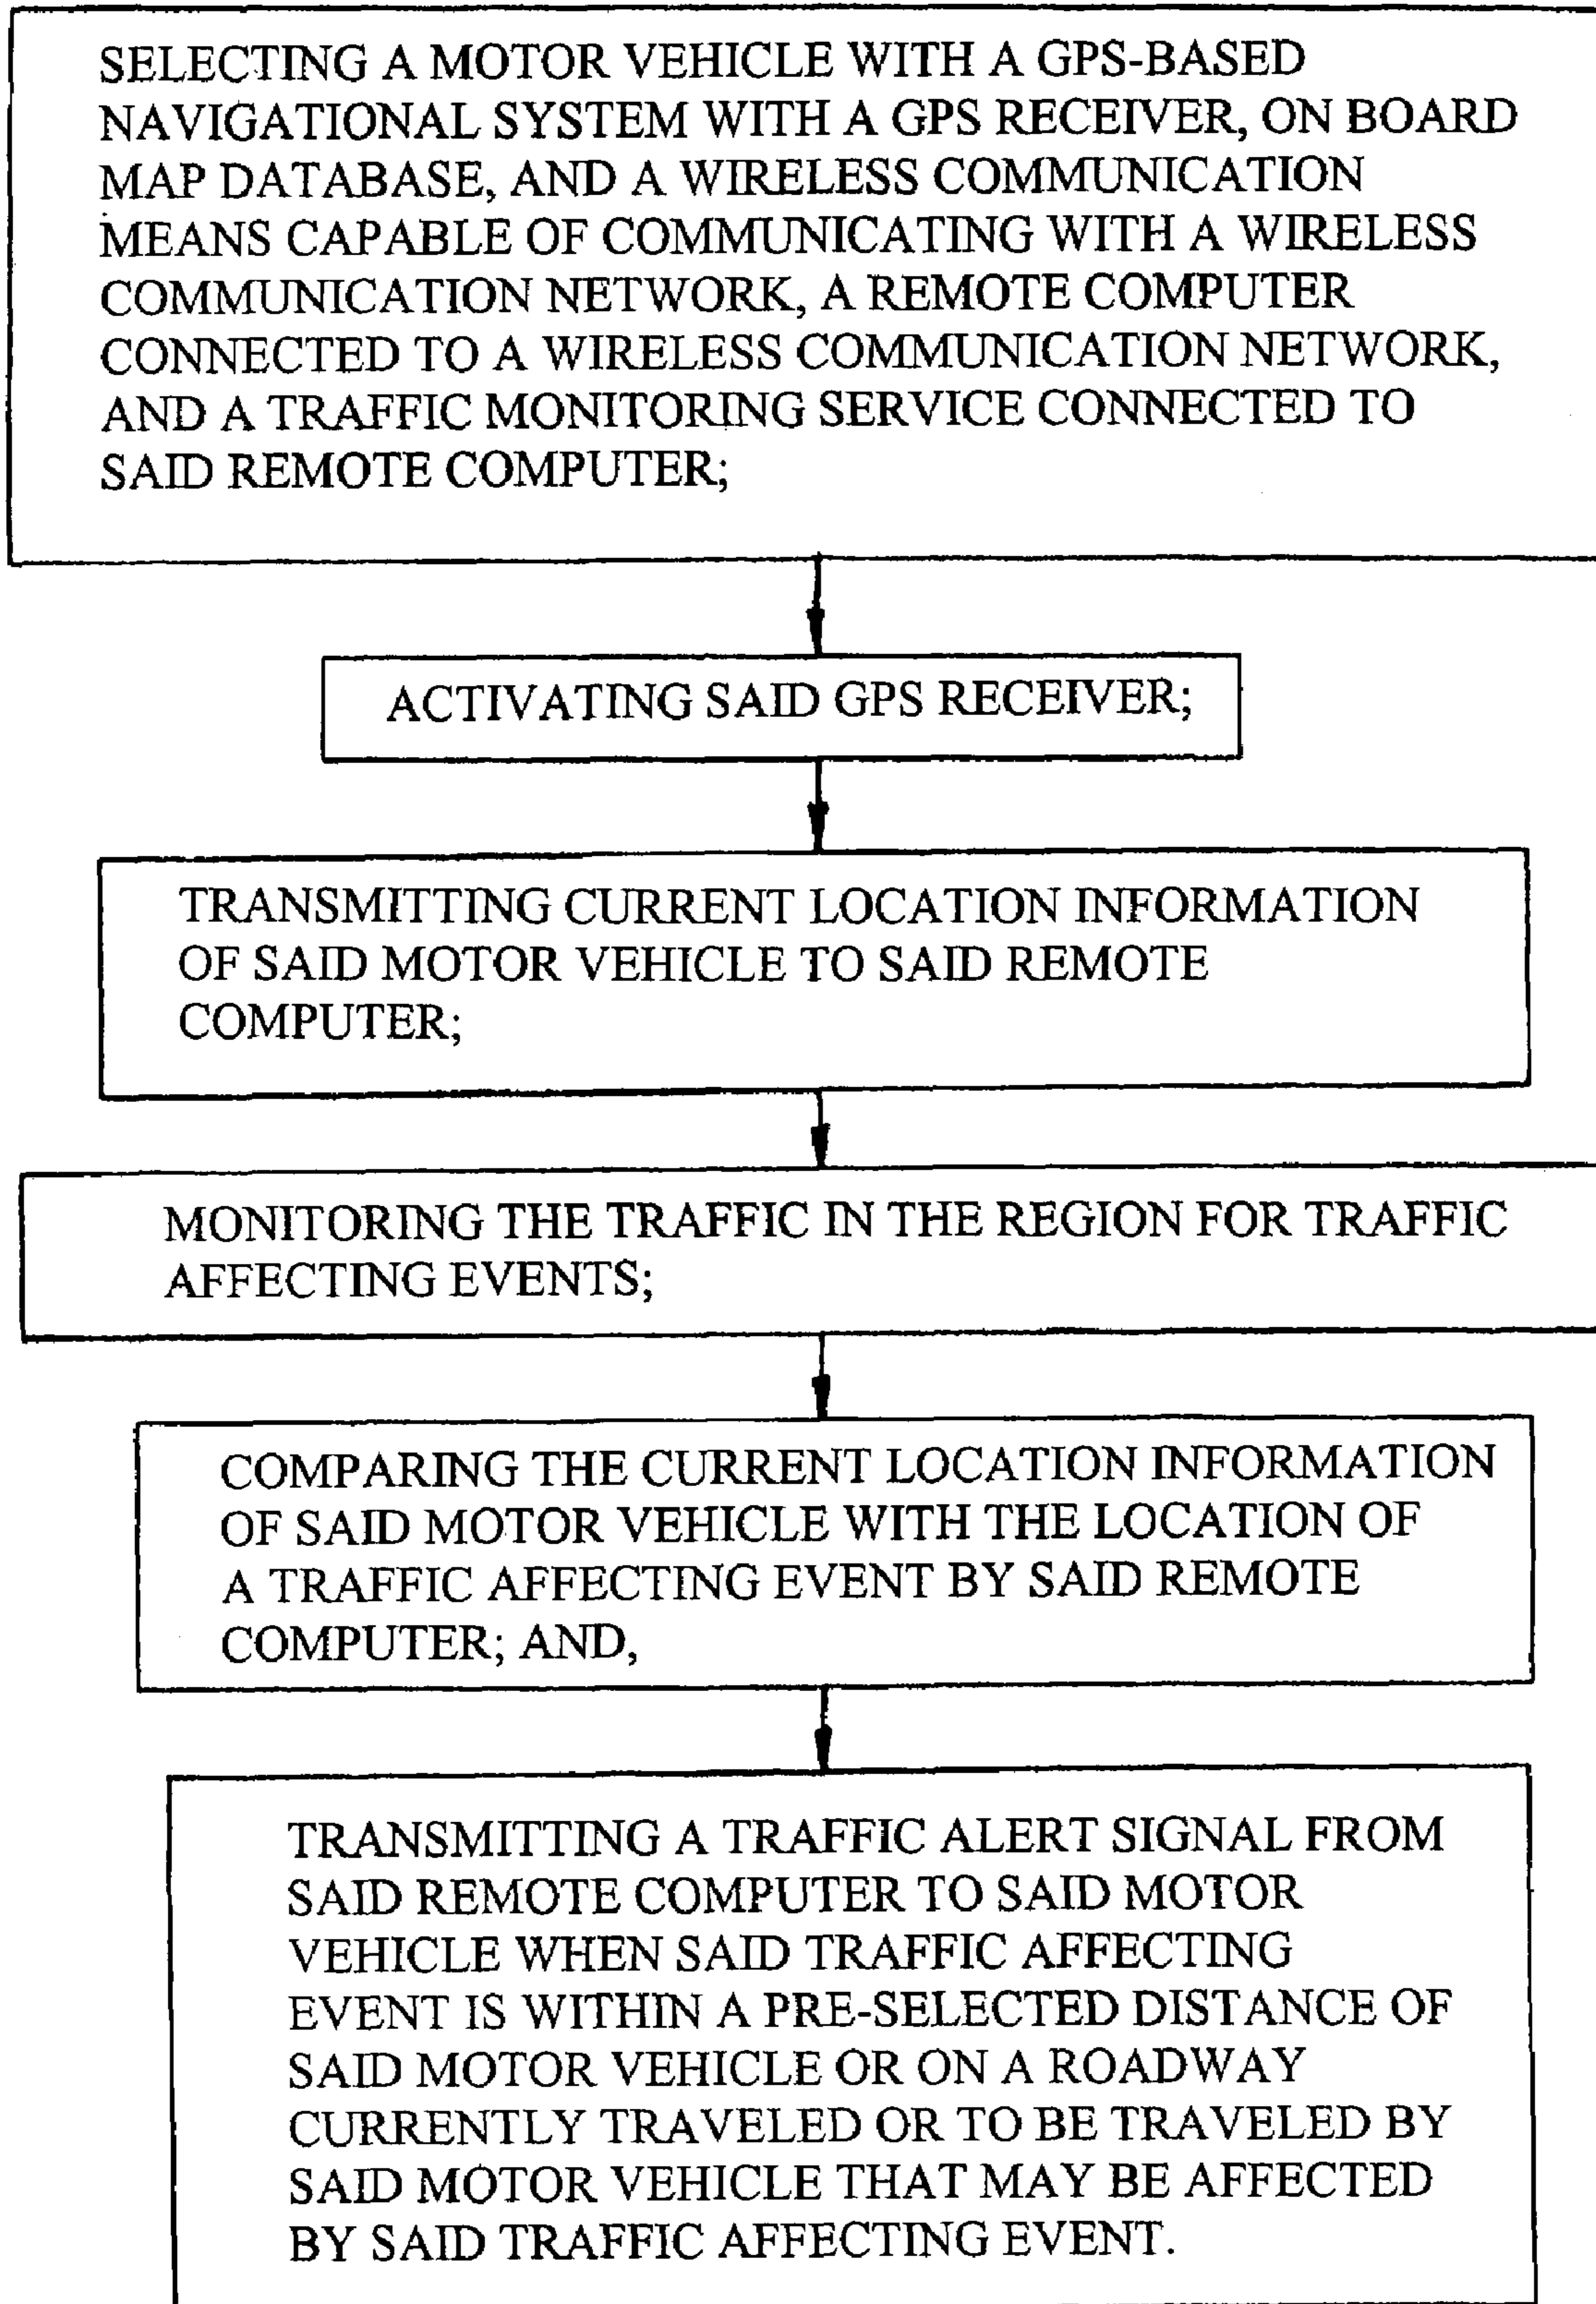 SELECTING A MOTOR VEHICLE WITH A GPS-BASED
NAVIGATIONAL SYSTEM WITH A GPS RECEIVER, ON BOARD
MAP DATABASE, AND A WIRELESS COMMUNICATION
MEANS CAPABLE OF COMMUNICATING WITH A WIRELESS
COMMUNICATION NETWORK, A REMOTE COMPUTER
CONNECTED TO A WIRELESS COMMUNICATION NETWORK,
AND A TRAFFIC MONITORING SERVICE CONNECTED TO
SAID REMOTE COMPUTER;
ACTIVATING SAID GPS RECEIVER;
TRANSMITTING CURRENT LOCATION INFORMATION
OF SAID MOTOR VEHICLE TO SAID REMOTE
COMPUTER;
MONITORING THE TRAFFIC IN THE REGION FOR TRAFFIC
AFFECTING EVENTS;
COMPARING THE CURRENT LOCATION INFORMATION
OF SAID MOTOR VEHICLE WITH THE LOCATION OF
A TRAFFIC AFFECTING EVENT BY SAID REMOTE
COMPUTER; AND,
TRANSMITTING A TRAFFIC ALERT SIGNAL FROM
SAID REMOTE COMPUTER TO SAID MOTOR
VEHICLE WHEN SAID TRAFFIC AFFECTING
EVENT IS WITHIN A PRE-SELECTED DISTANCE OF
SAID MOTOR VEHICLE OR ON A ROADWAY
CURRENTLY TRAVELED OR TO BE TRAVELED BY
SAID MOTOR VEHICLE THAT MAY BE AFFECTED
BY SAID TRAFFIC AFFECTING EVENT.